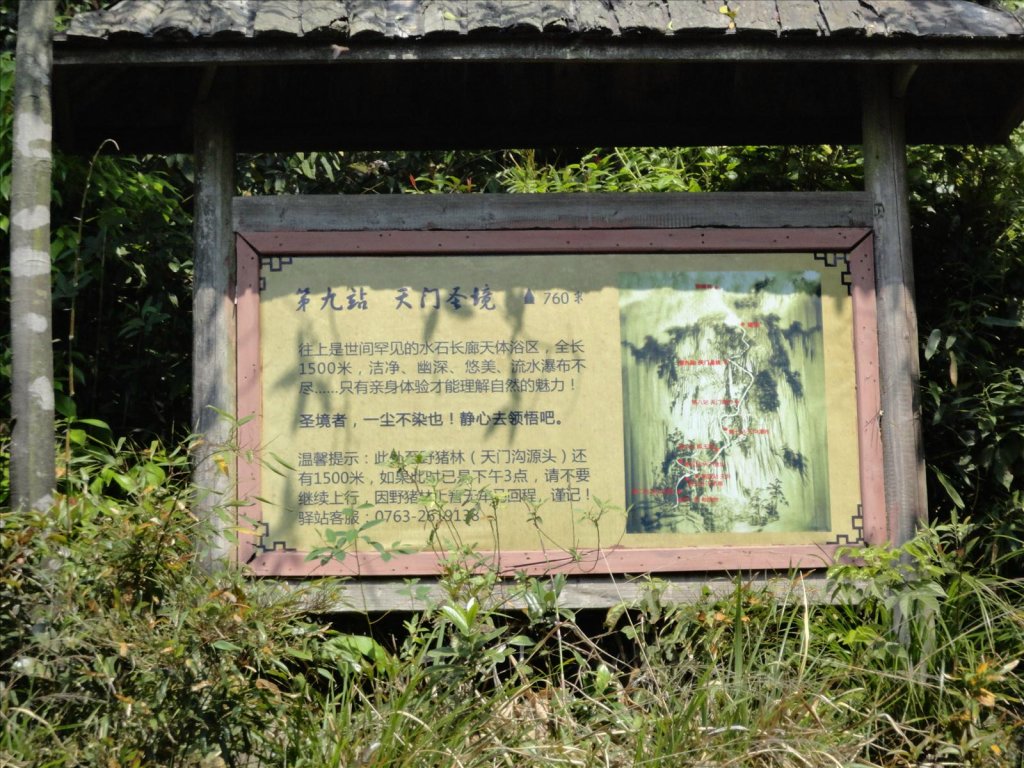 第九站 天门圣境 760米
往上是世间罕见的水石长廊天体浴区，全长
1500米，洁净、幽深、悠美、流水瀑布不
尽……只有亲身体验才能理解自然的魅力！
圣境者，一尘不染也！静心去领悟吧。
温馨提示：此处至野猪林（天门沟源头）还
有1500米，如果此时已是下午3点，请不要
继续上行，因野猪林上暂无车回程，谨记！
驿站客服：0763-2619138